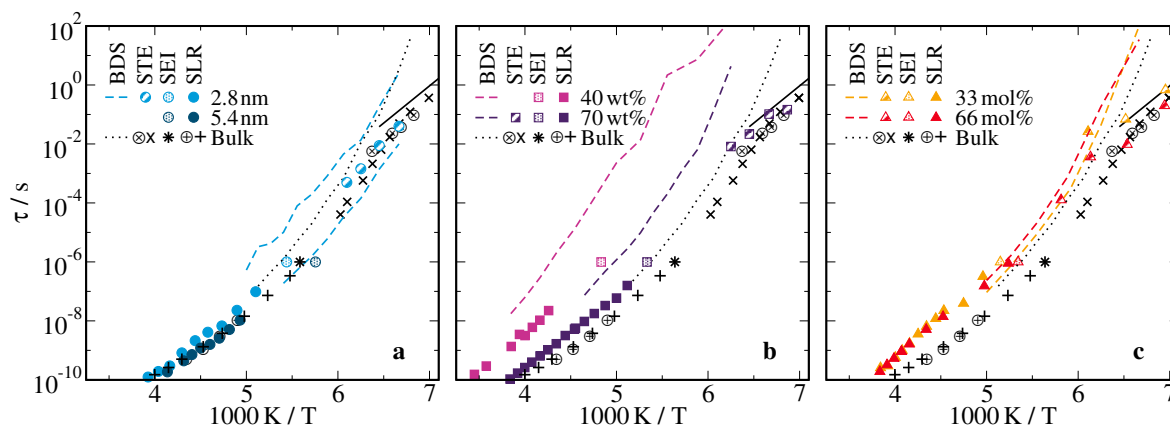 10^2
10^0
10^-2
10^-4
10^-6
10^-8
10^-10
τ / s
BDS
STE
SEI
SLR
2.8 nm
5.4 nm
Bulk
a
4 5 6 7
1000 K / T
BDS
STE
SEI
SLR
40 wt%
70 wt%
Bulk
b
4 5 6 7
1000 K / T
BDS
STE
SEI
SLR
33 mol%
66 mol%
Bulk
c
4 5 6 7
1000 K / T